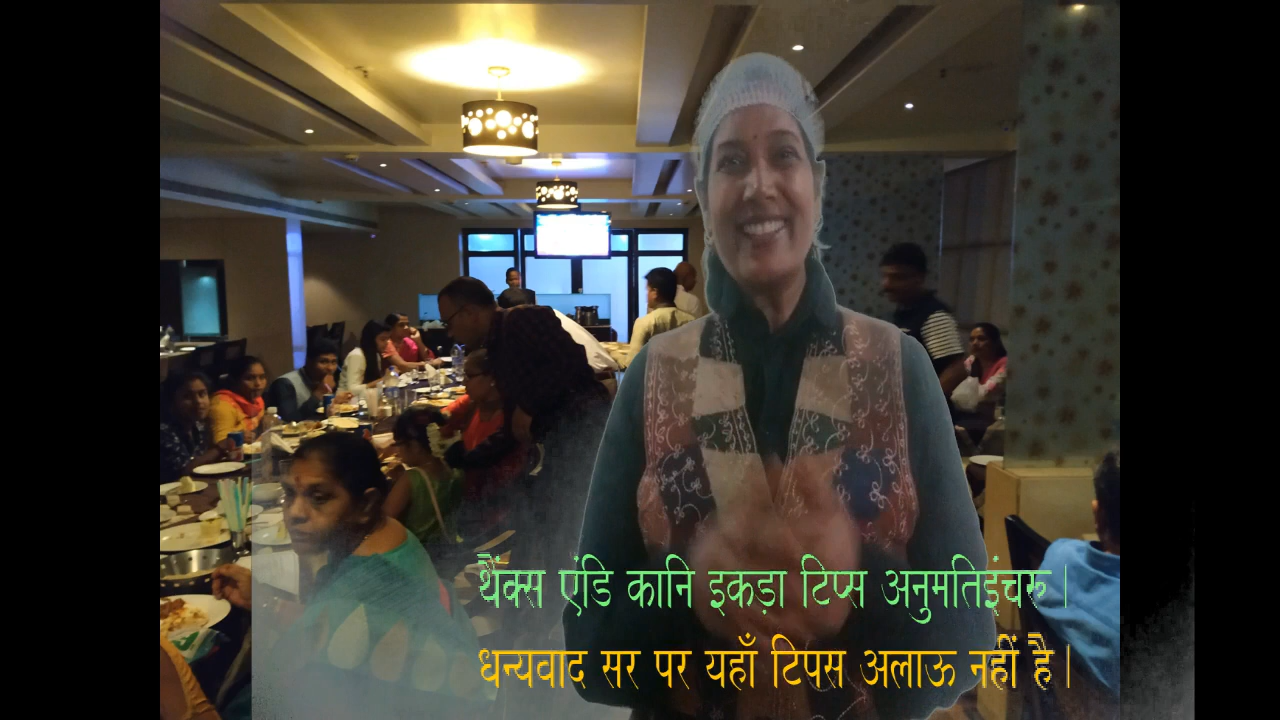 थैंक्स एंडि कानि इकड़ा टिप्स अनुमतिइंचरू।
धन्यवाद सर पर यहाँ टिपस अलाऊ नहीं है।